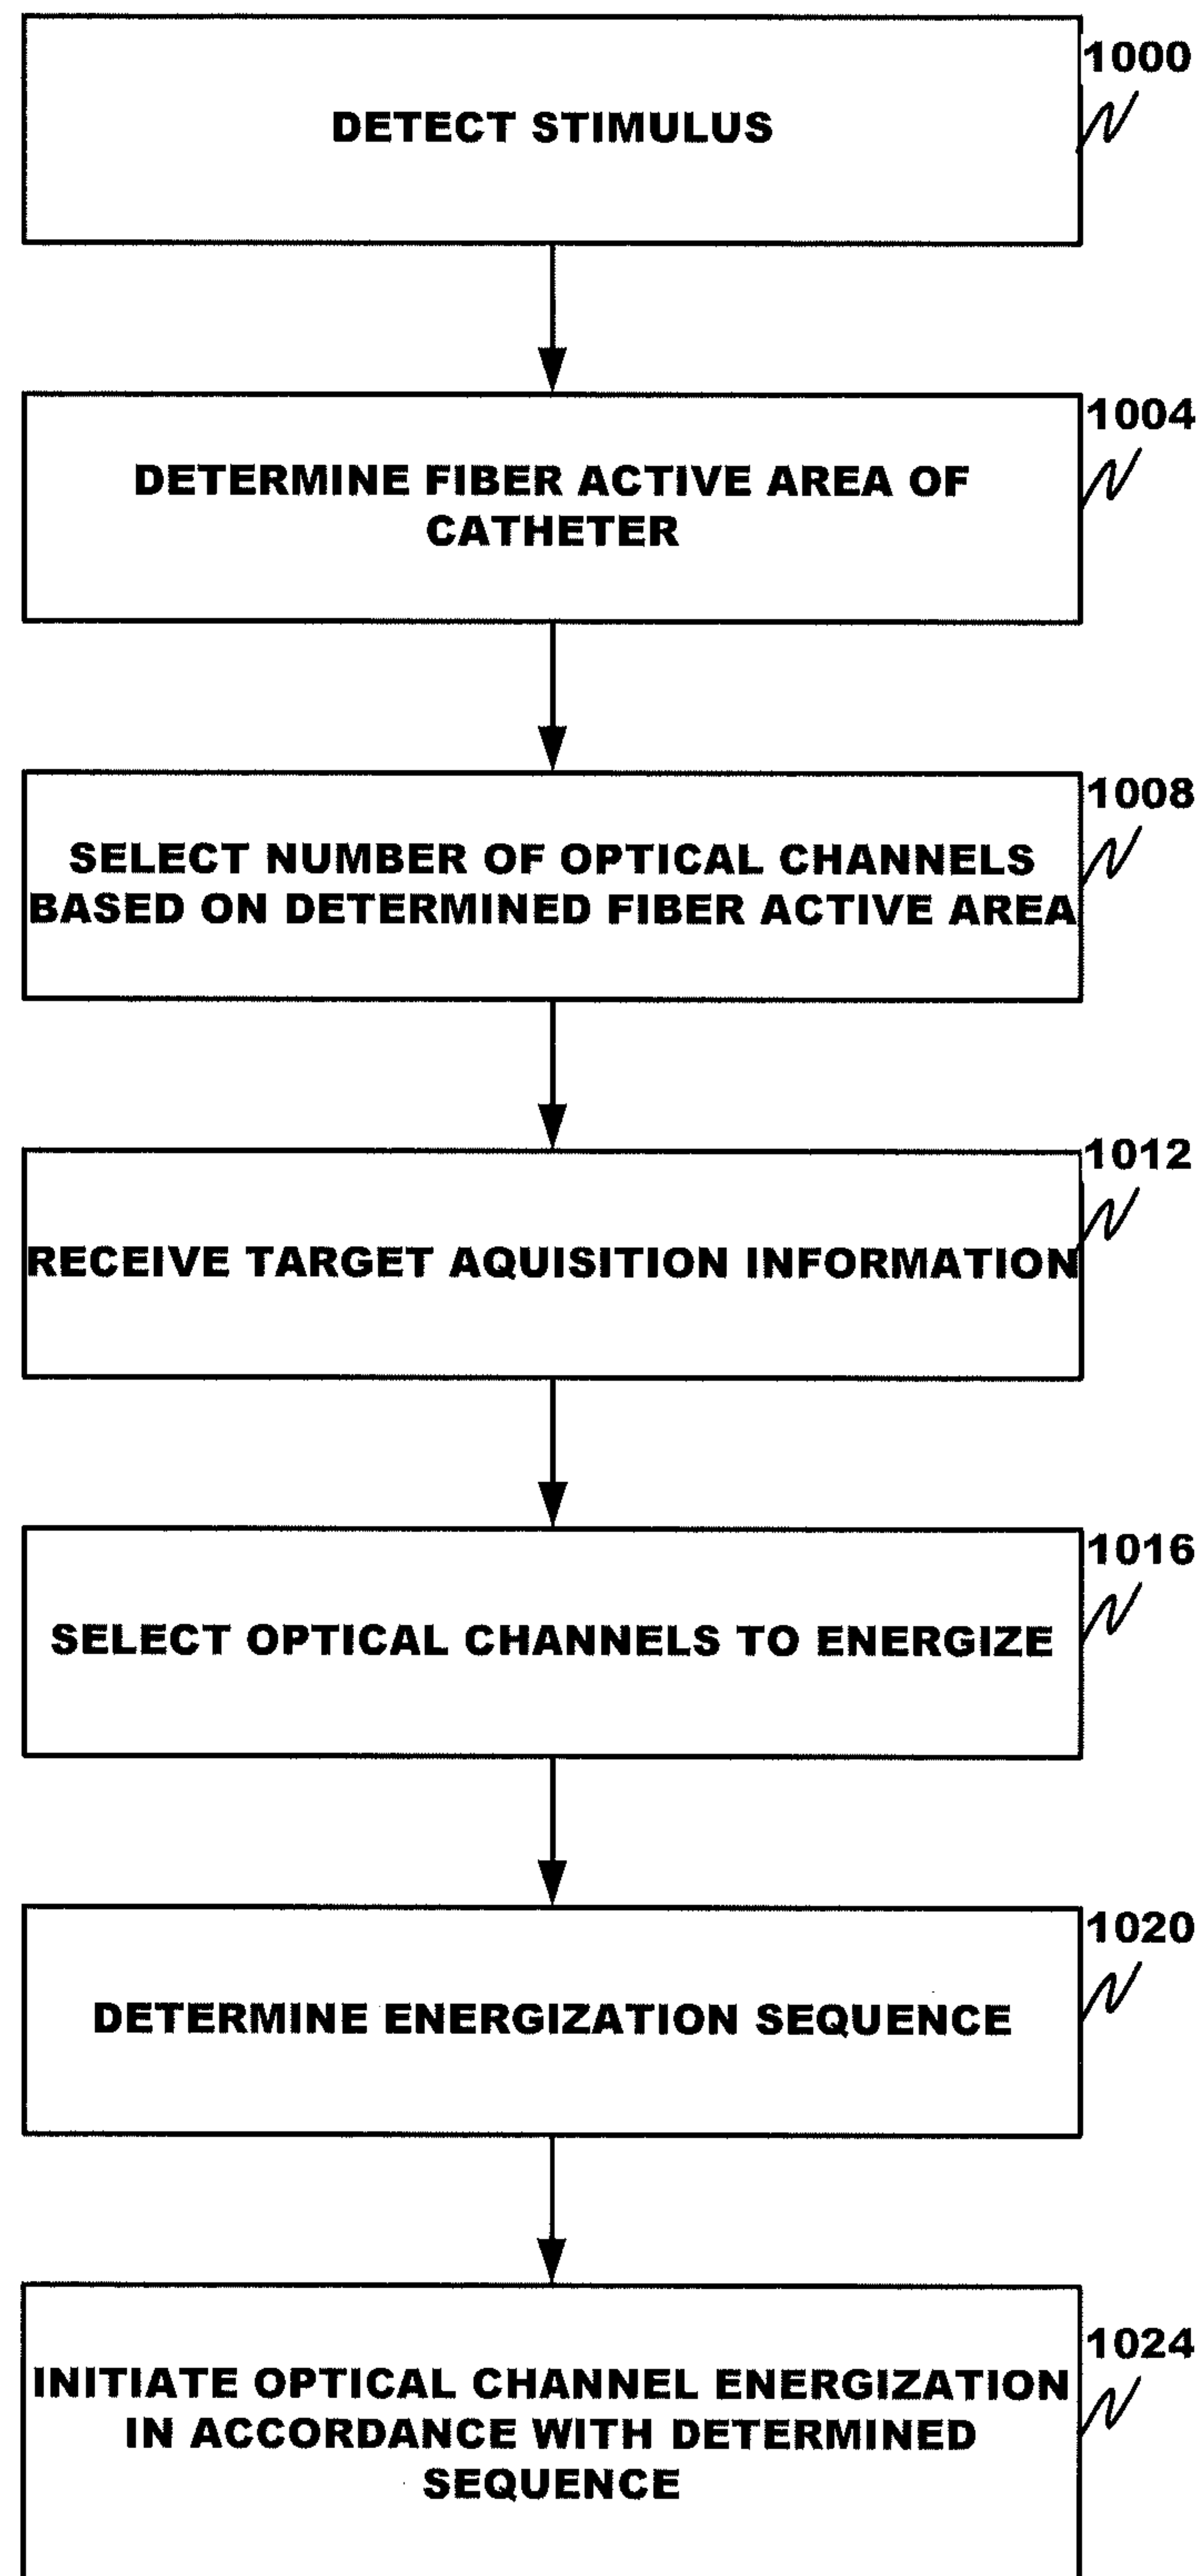 1000
DETECT STIMULUS
1004
DETERMINE FIBER ACTIVE AREA OF
CATHETER
1008
SELECT NUMBER OF OPTICAL CHANNELS
BASED ON DETERMINED FIBER ACTIVE AREA
1012
RECEIVE TARGET AQUISITION INFORMATION
1016
SELECT OPTICAL CHANNELS TO ENERGIZE
1020
DETERMINE ENERGIZATION SEQUENCE
1024
INITIATE OPTICAL CHANNEL ENERGIZATION
IN ACCORDANCE WITH DETERMINED
SEQUENCE